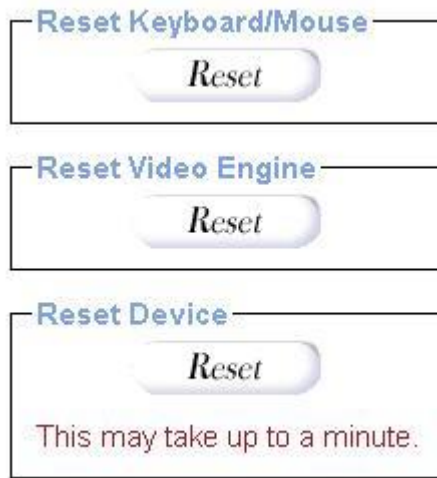 Reset Keyboard/Mouse
Reset
Reset Video Engine
Reset
Reset Device
Reset
This may take up to a minute.